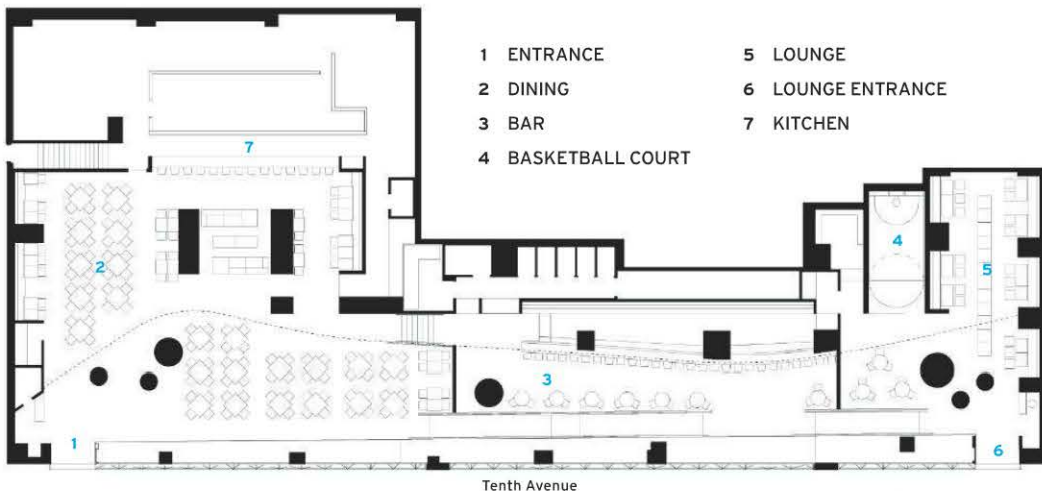 1 ENTRANCE
2 DINING
3 BAR
4 BASKETBALL COURT
5 LOUNGE
6 LOUNGE ENTRANCE
7 KITCHEN
7
4
2
5
3
1
6
Tenth Avenue